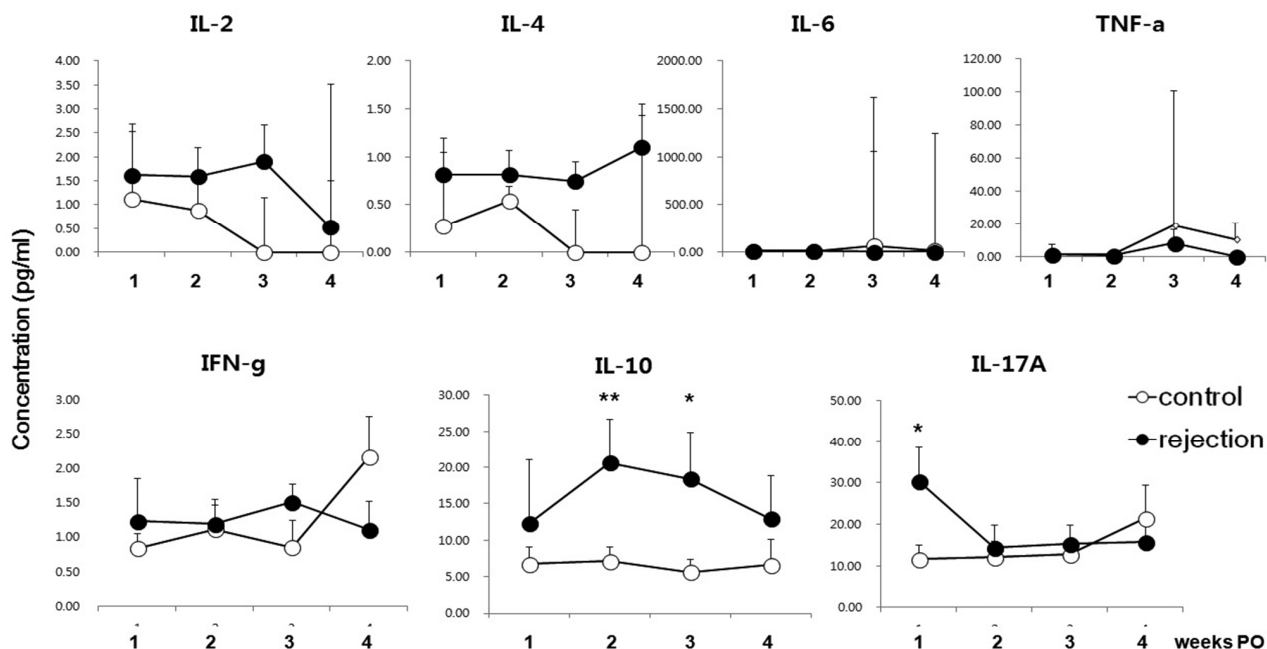 IL-2
4.00
3.50
3.00
2.50
2.00
1.50
1.00
0.50
0.00
1 2 3 4
IL-4
2.00
1.50
1.00
0.50
0.00
1 2 3 4
IL-6
2000.00
1500.00
1000.00
500.00
0.00
1 2 3 4
TNF-a
120.00
100.00
80.00
60.00
40.00
20.00
0.00
1 2 3 4
Concentration (pg/ml)
IFN-g
3.00
2.50
2.00
1.50
1.00
0.50
0.00
1 2 3 4
IL-10
30.00
25.00
20.00
15.00
10.00
5.00
0.00
** *
1 2 3 4
IL-17A
50.00
40.00
30.00
20.00
10.00
0.00
*
1 2 3 4 weeks PO
control
rejection